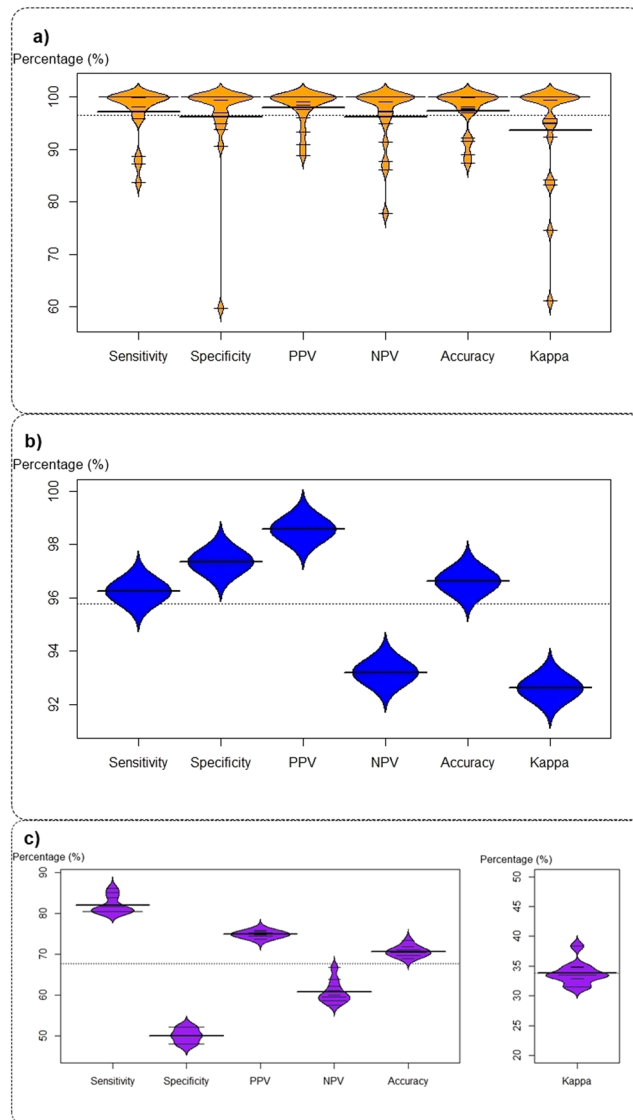 a)
Percentage (%)
100
90
80
70
60
Sensitivity Specificity PPV NPV Accuracy Kappa
b)
Percentage (%)
100
98
96
94
92
Sensitivity Specificity PPV NPV Accuracy Kappa
c)
Percentage (%) Percentage (%)
90
80
70
60
50
Sensitivity Specificity PPV NPV Accuracy
50
45
40
35
30
25
20
Kappa